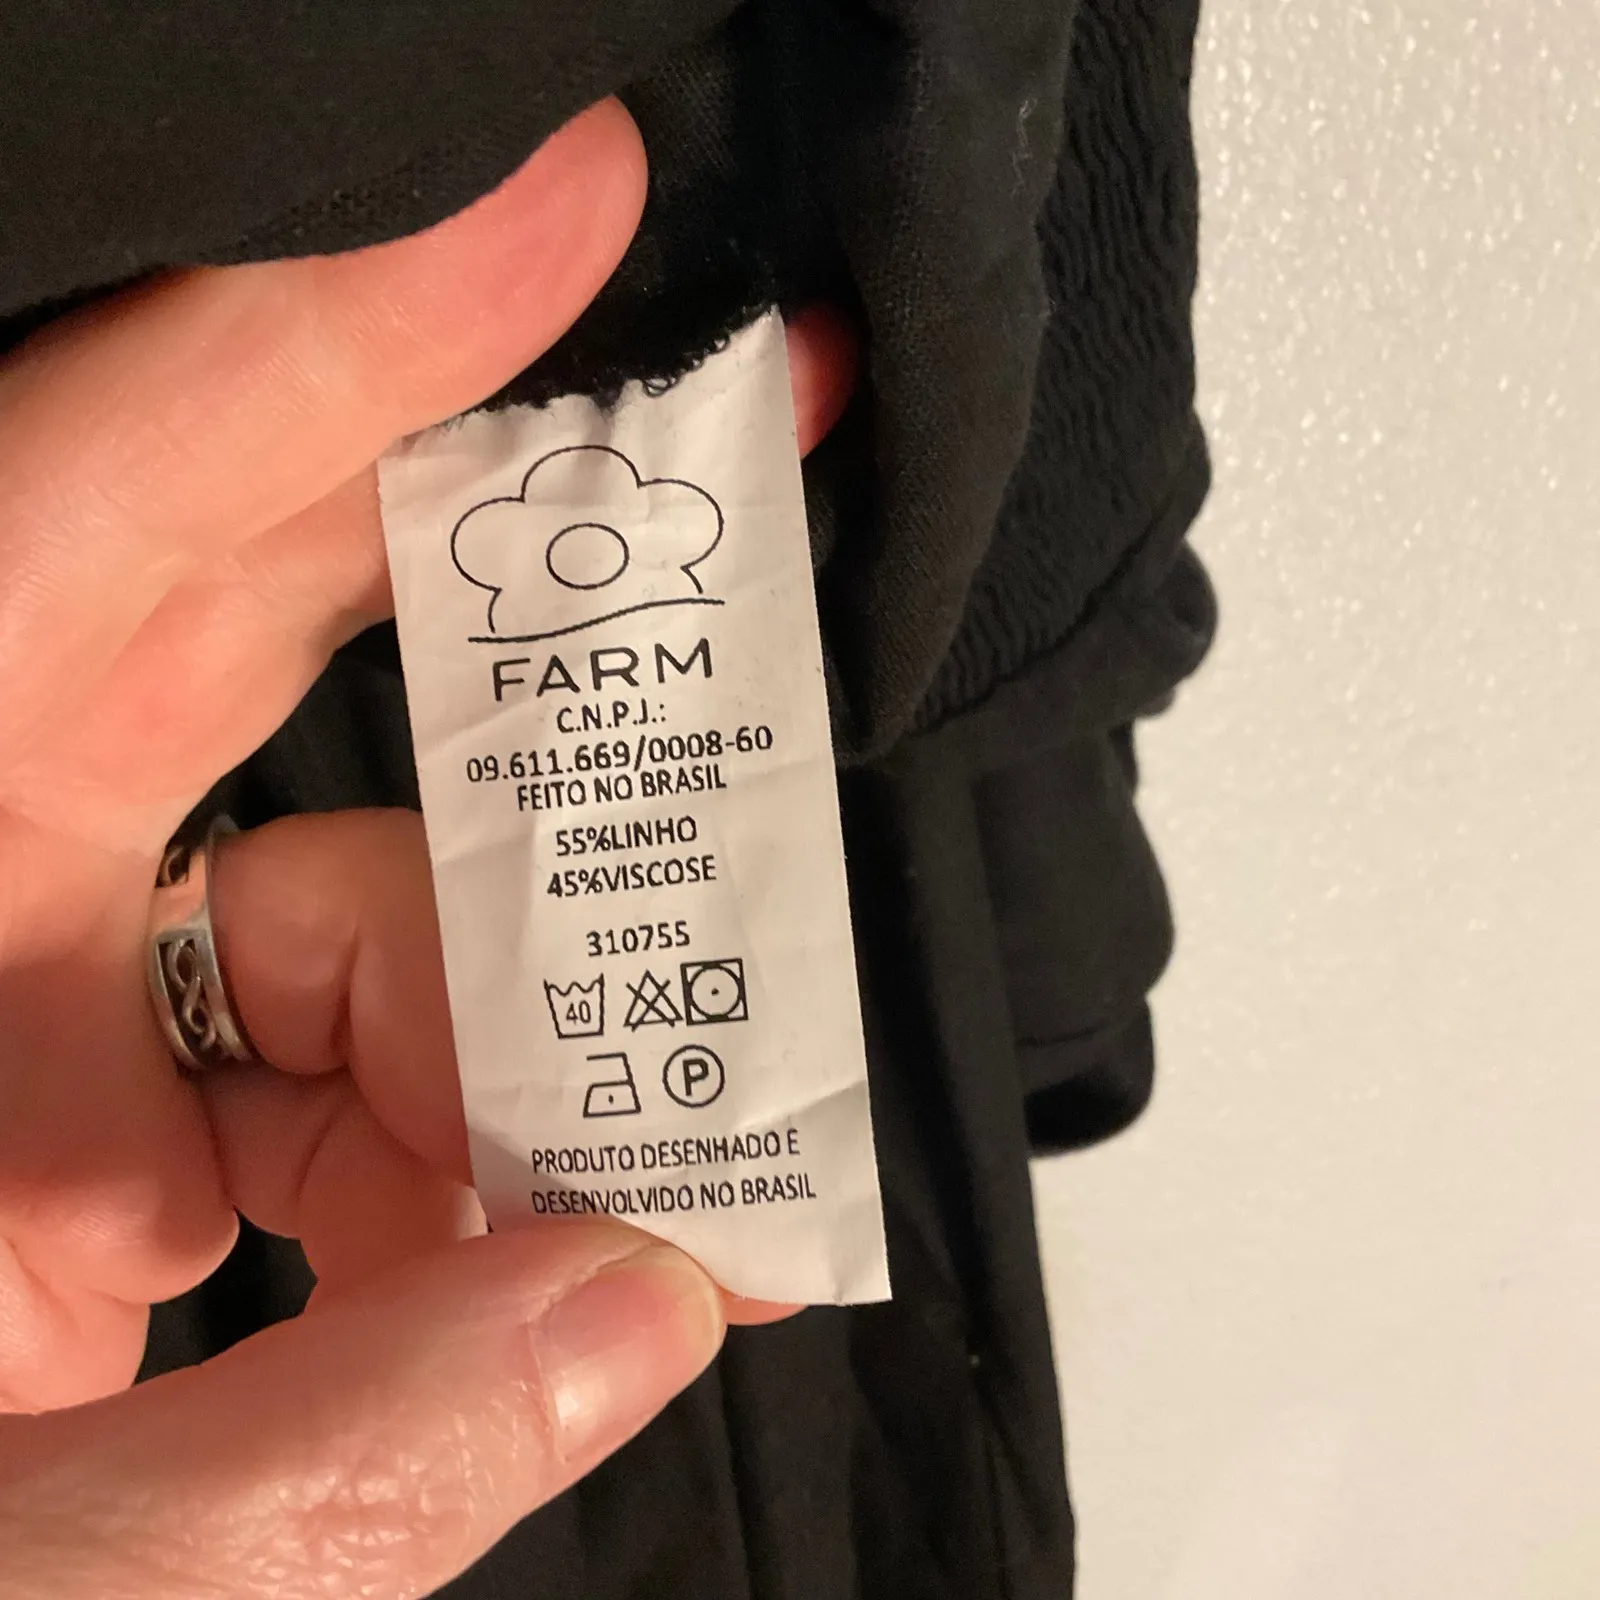 FARM
C.N.P.J.:
09.611.669/0008-60
FEITO NO BRASIL
55%LINHO
45%VISCOSE
310755
40
P
PRODUTO DESENHADO E
DESENVOLVIDO NO BRASIL